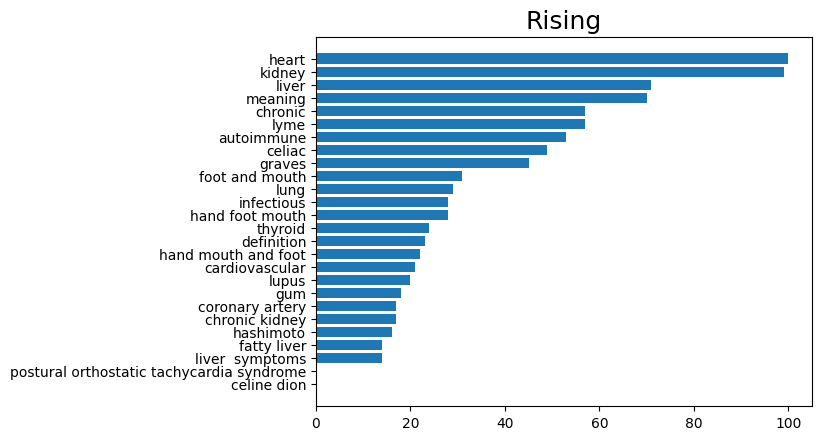 Rising
heart
kidney
liver
meaning
chronic
lyme
autoimmune
celiac
graves
foot and mouth
lung
infectious
hand foot mouth
thyroid
definition
hand mouth and foot
cardiovascular
lupus
gum
coronary artery
chronic kidney
hashimoto
fatty liver
liver  symptoms
postural orthostatic tachycardia syndrome
celine dion
0 20 40 60 80 100